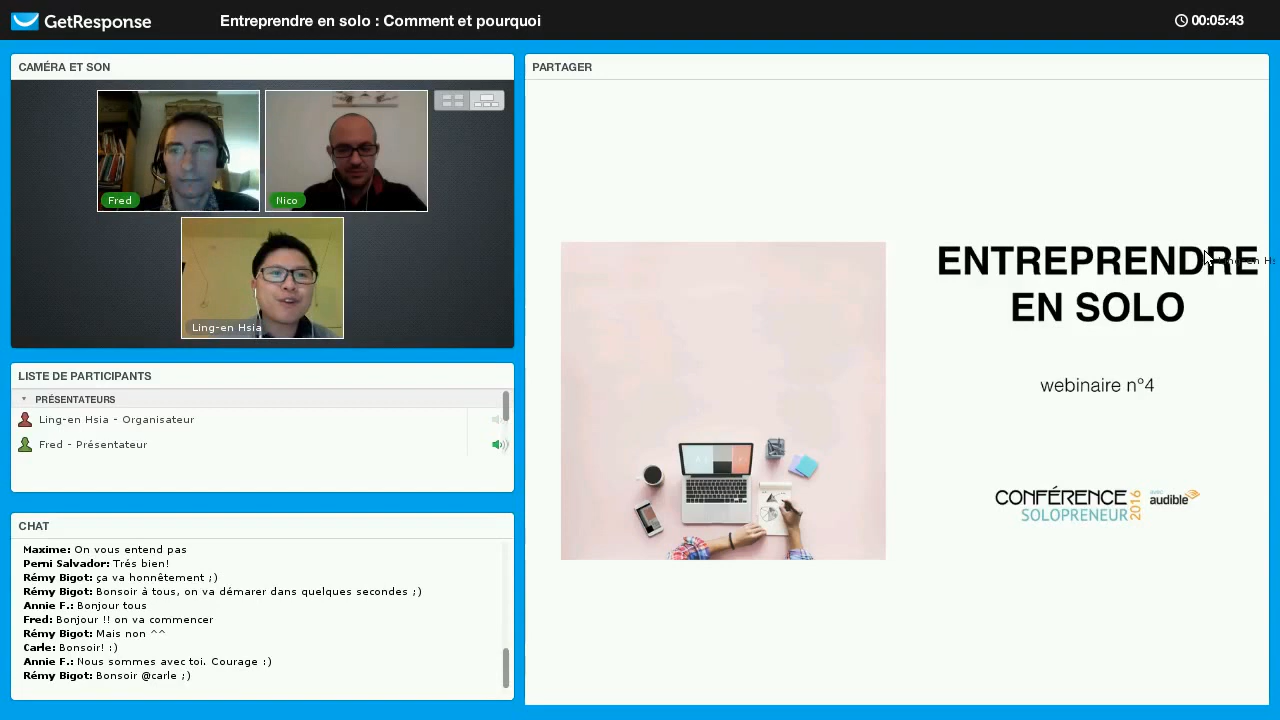 GetResponse
Entreprendre en solo : Comment et pourquoi
00:05:43
CAMÉRA ET SON
Fred
Nico
Ling-en Hsia
LISTE DE PARTICIPANTS
PRÉSENTATEURS
Ling-en Hsia - Organisateur
Fred - Présentateur
CHAT
Maxime: On vous entend pas
Perni Salvador: Trés bien!
Rémy Bigot: ça va honnêtement ;)
Rémy Bigot: Bonsoir à tous, on va démarer dans quelques secondes ;)
Annie F.: Bonjour tous
Fred: Bonjour !! on va commencer
Rémy Bigot: Mais non ^^
Carle: Bonsoir! :)
Annie F.: Nous sommes avec toi. Courage :)
Rémy Bigot: Bonsoir @carle ;)
PARTAGER
ENTREPRENDRE
EN SOLO
webinaire n°4
CONFÉRENCE
SOLOPRENEUR
2016
audible